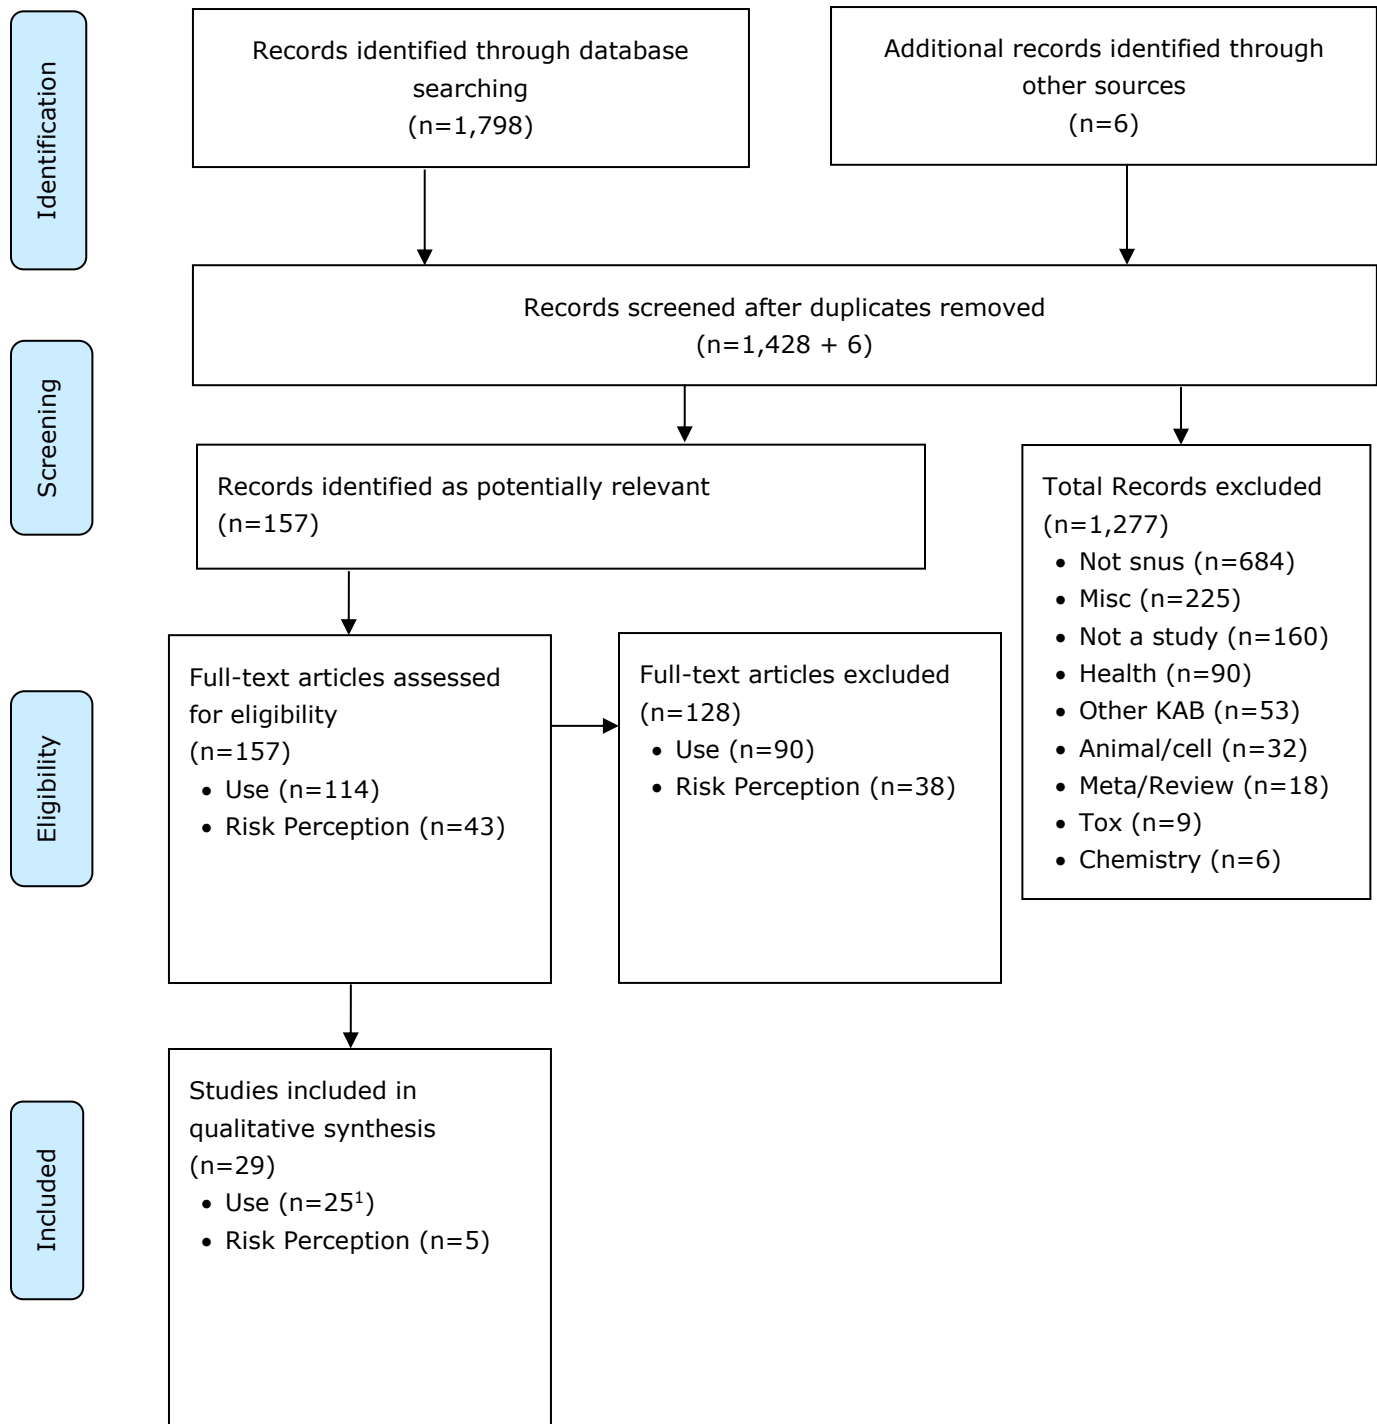 Identification
Records identified through database
searching
(n=1,798)
Additional records identified through
other sources
(n=6)
Records screened after duplicates removed
(n=1,428 + 6)
Screening
Records identified as potentially relevant
(n=157)
Total Records excluded
(n=1,277)
• Not snus (n=684)
• Misc (n=225)
• Not a study (n=160)
• Health (n=90)
• Other KAB (n=53)
• Animal/cell (n=32)
• Meta/Review (n=18)
• Tox (n=9)
• Chemistry (n=6)
Eligibility
Full-text articles assessed
for eligibility
(n=157)
• Use (n=114)
• Risk Perception (n=43)
Full-text articles excluded
(n=128)
• Use (n=90)
• Risk Perception (n=38)
Included
Studies included in
qualitative synthesis
(n=29)
• Use (n=25¹)
• Risk Perception (n=5)